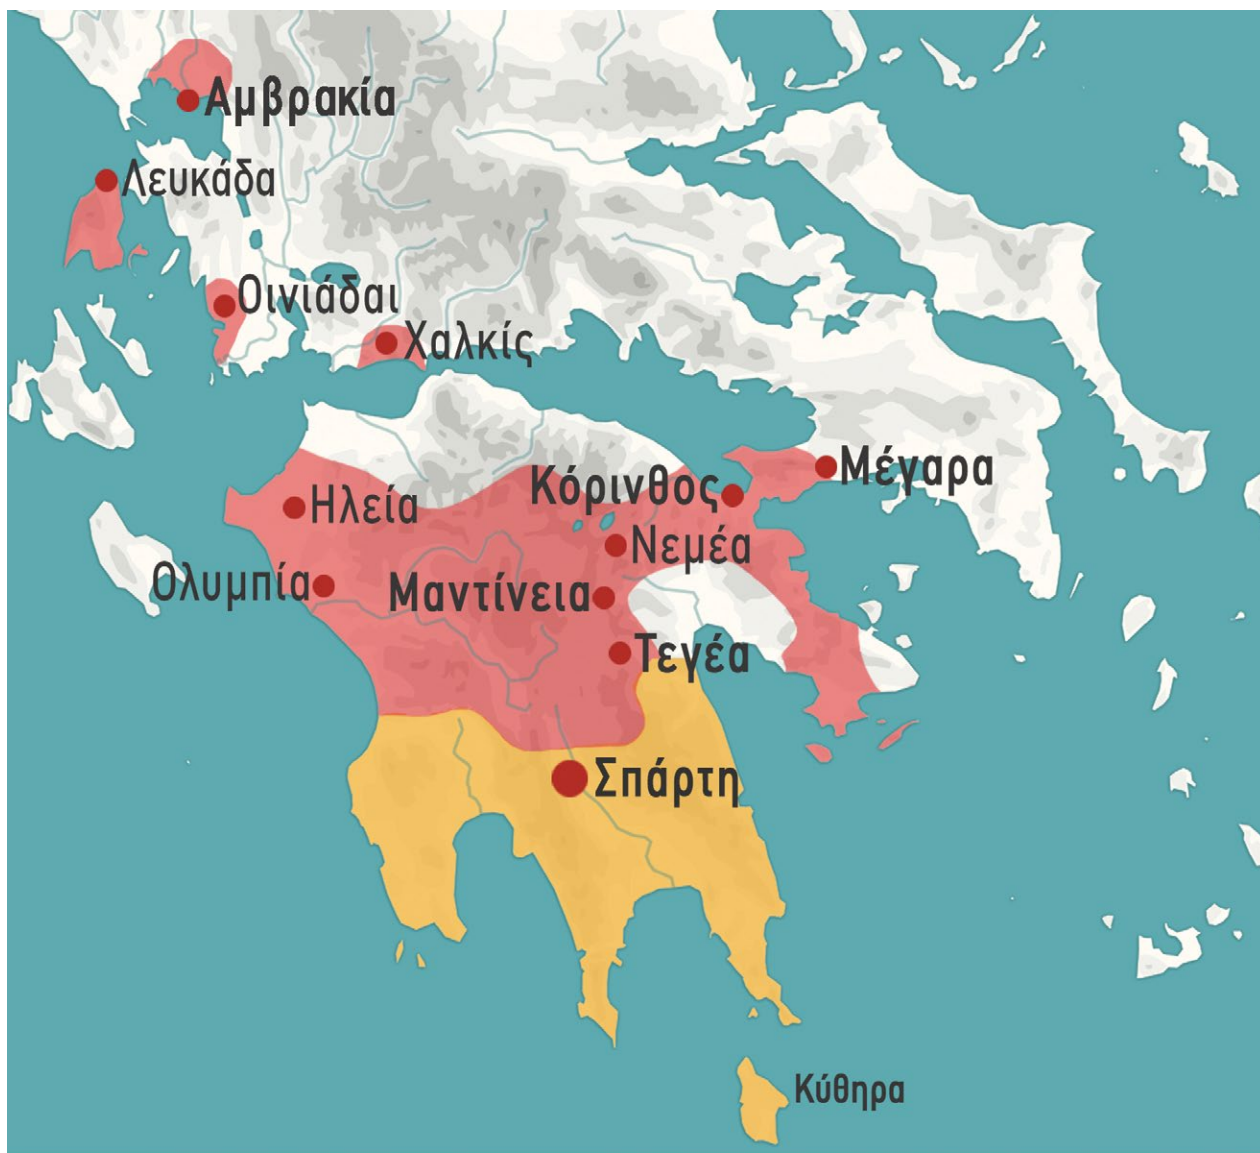 Αμβρακία
Λευκάδα
Οινιάδαι
Χαλκίς
Μέγαρα
Κόρινθος
Ηλεία
Νεμέα
Ολυμπία
Μαντίνεια
Τεγέα
Σπάρτη
Κύθηρα